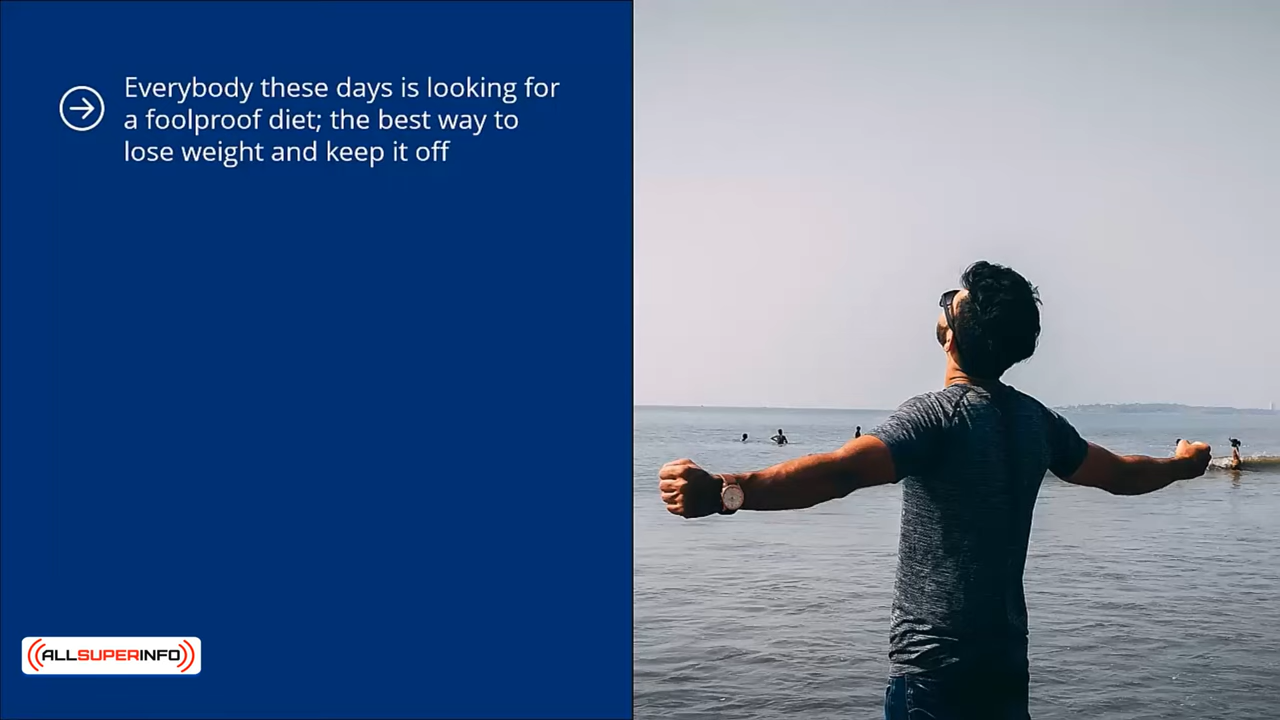 Everybody these days is looking for
a foolproof diet; the best way to
lose weight and keep it off
ALLSUPERINFO